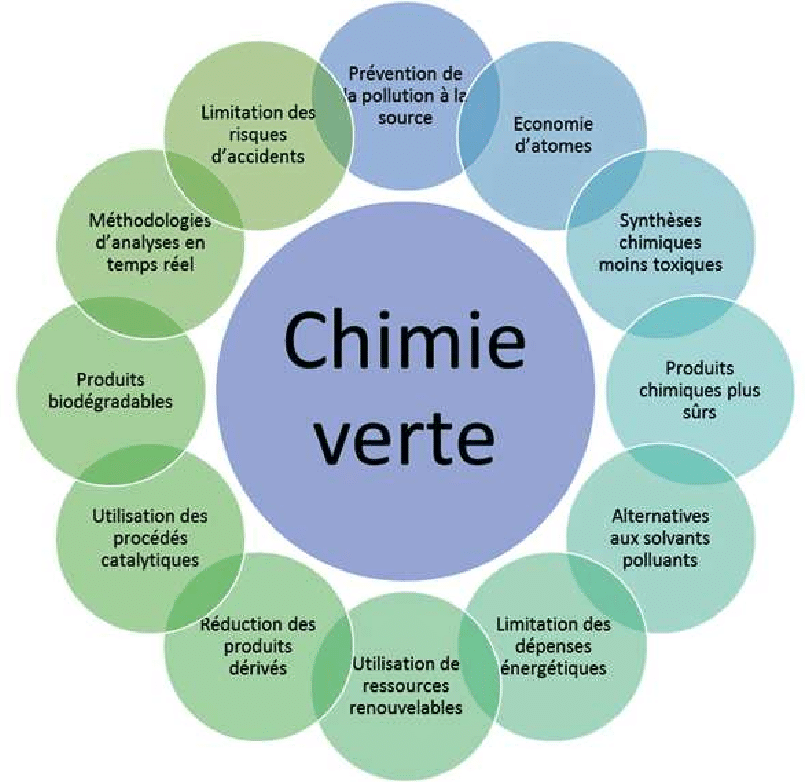 Prévention de
la pollution à la
source
Economie
d'atomes
Synthèses
chimiques
moins toxiques
Produits
chimiques plus
sûrs
Alternatives
aux solvants
polluants
Limitation des
dépenses
énergétiques
Utilisation de
ressources
renouvelables
Réduction des
produits
dérivés
Utilisation des
procédés
catalytiques
Produits
biodégradables
Méthodologies
d'analyses en
temps réel
Limitation des
risques
d'accidents
Chimie
verte